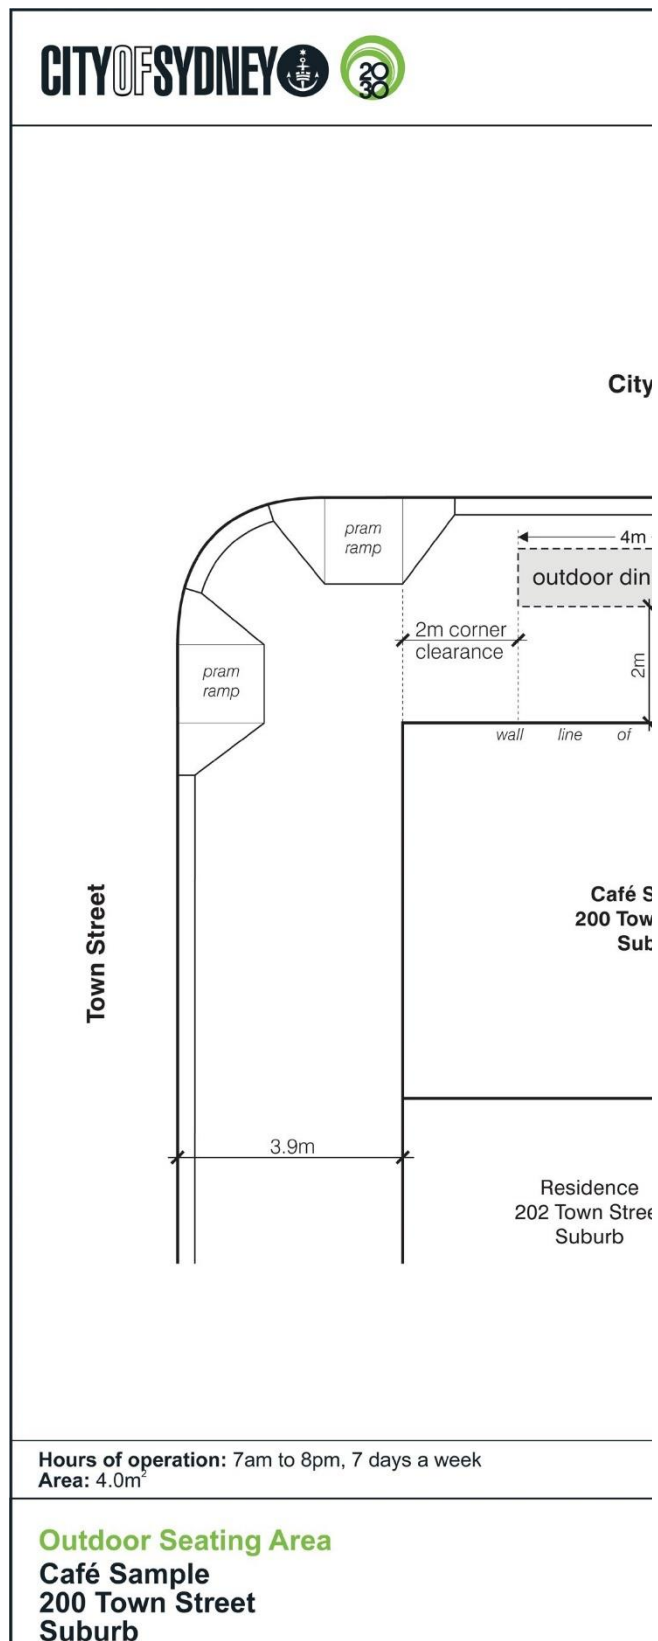 CITYOFSYDNEY
2030
City
pram
ramp
4m
outdoor din
2m corner
clearance
pram
ramp
2m
wall line of
Café S
200 Tow
Sub
Town Street
3.9m
Residence
202 Town Stree
Suburb
Hours of operation: 7am to 8pm, 7 days a week
Area: 4.0m²
Outdoor Seating Area
Café Sample
200 Town Street
Suburb